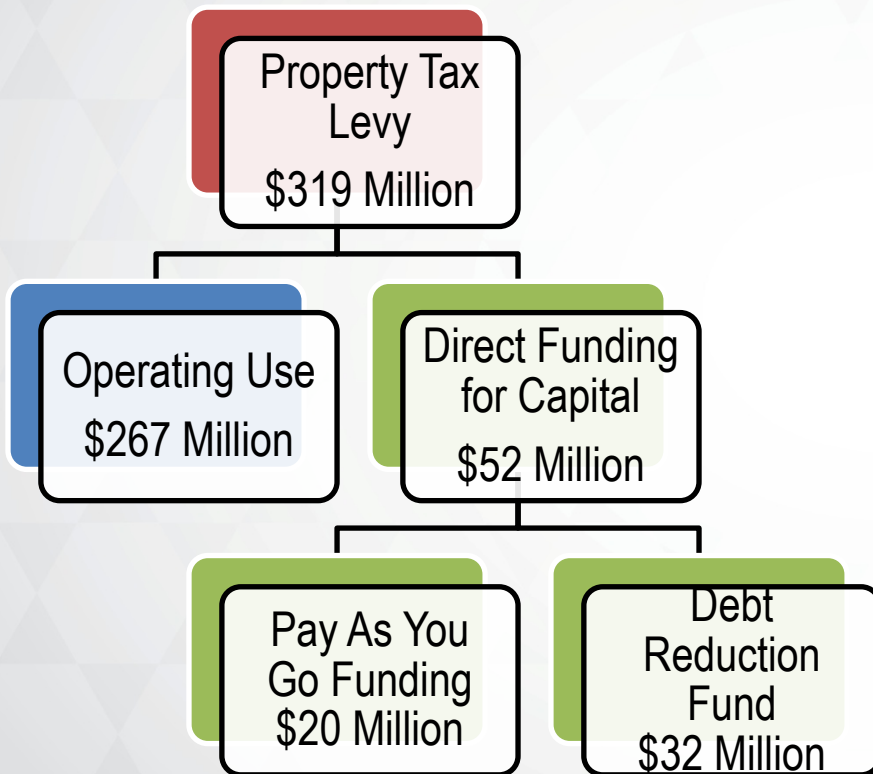 Property Tax
Levy
$319 Million
Operating Use
$267 Million
Direct Funding
for Capital
$52 Million
Pay As You
Go Funding
$20 Million
Debt
Reduction
Fund
$32 Million